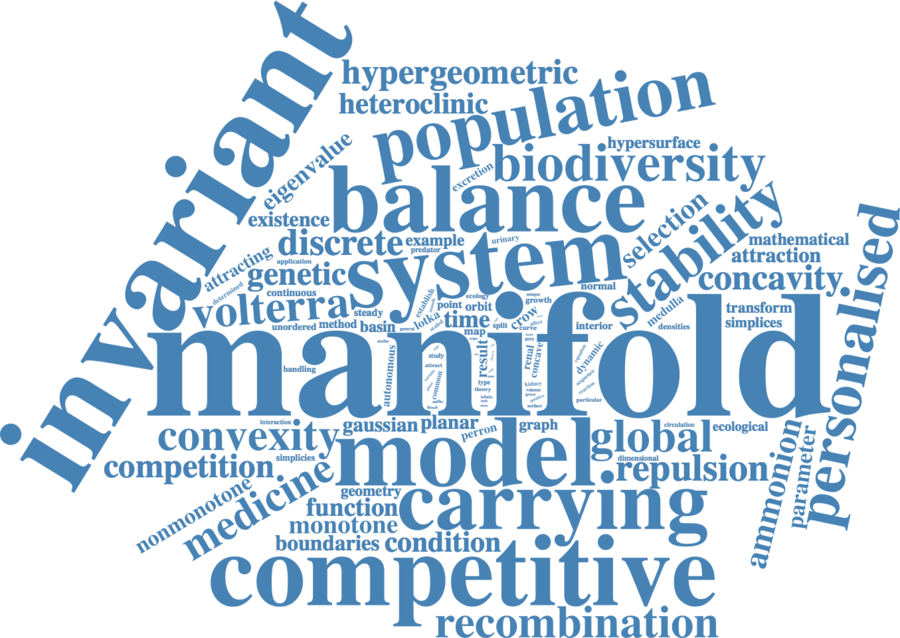 invariant
hypergeometric
heteroclinic
population
hypersurface
eigenvalue
excretion
biodiversity
balance
existence
selection
discrete
example
predator
urinary
stability
mathematical
attraction
attracting
application
genetic
system
concavity
personalised
determined
continuous
normal
volterra
steady
establish
ecology
growth
point
orbit
medulla
transform
unordered
method
basin
lotka
time
map
split
crow
curve
interior
densities
simplices
manifold
handling
autonomous
study
attract
common
result
type
theory
renal
concave
kidney
dynamic
particular
interaction
convexity
gaussian
planar
perron
graph
global
circulation
ecological
competition
simplicies
model
dimensional
repulsion
ammonion
parameter
nonmonotone
medicine
geometry
function
carrying
monotone
boundaries
condition
competitive
recombination